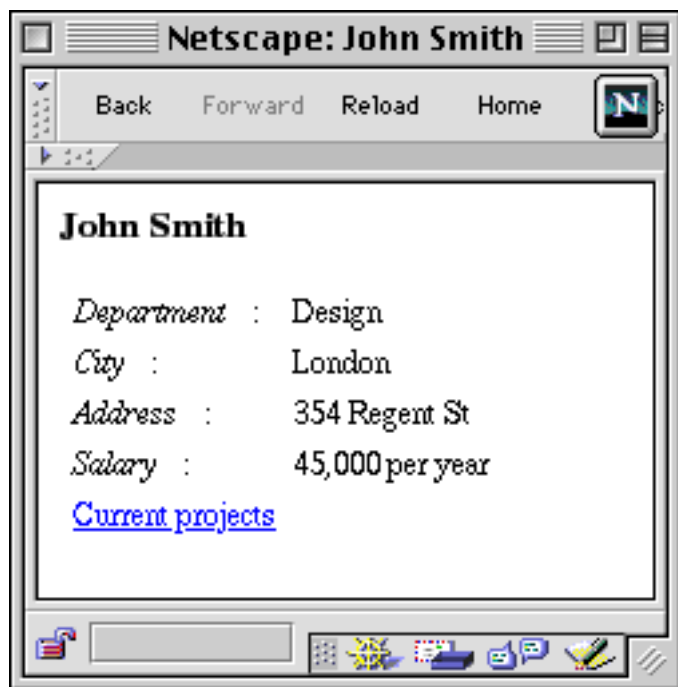 Netscape: John Smith
Back Forward Reload Home
N
John Smith
Department : Design
City : London
Address : 354 Regent St
Salary : 45,000 per year
Current projects